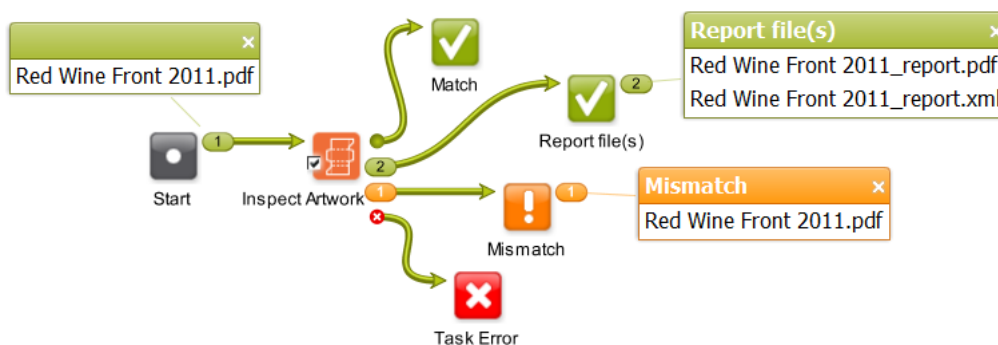 Red Wine Front 2011.pdf
1
Start
Inspect Artwork
2
1
Match
Report file(s)
2
Report file(s)
Red Wine Front 2011_report.pdf
Red Wine Front 2011_report.xml
Mismatch
1
Mismatch
Red Wine Front 2011.pdf
Task Error